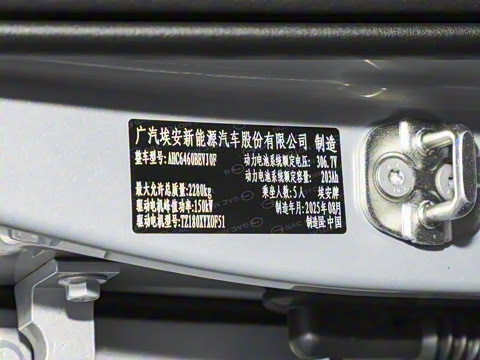 广汽埃安新能源汽车股份有限公司 制造
整车型号:AHC6460BEVJ0F 动力电池系统额定电压:306.7V
动力电池系统额定容量:203Ah
最大允许总质量:2280kg 乘坐人数:5人 埃安牌
驱动电机峰值功率:150kW 制造年月:2025年08月
驱动电机型号:TZ180XYX0F51 制造国:中国